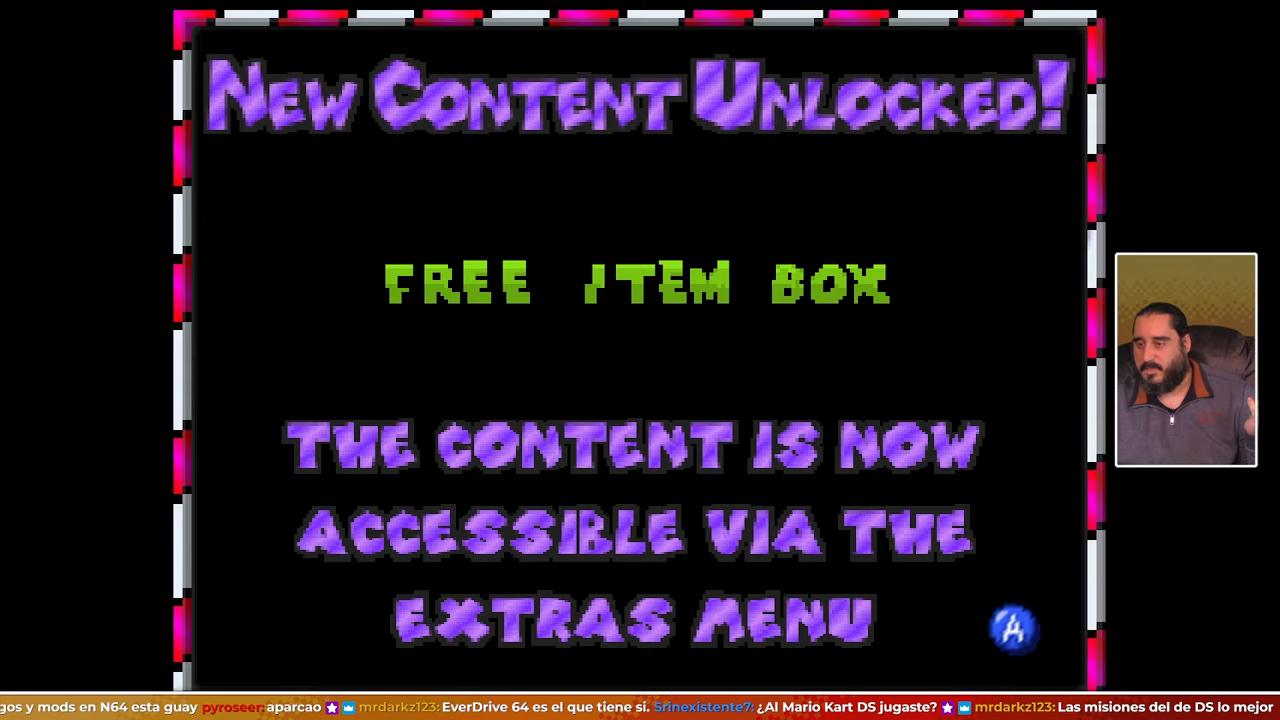 NEW CONTENT UNLOCKED!
FREE ITEM BOX
THE CONTENT IS NOW
ACCESSIBLE VIA THE
EXTRAS MENU
A
gos y mods en N64 esta guay pyroseer: aparcao mrdarkz123: EverDrive 64 es el que tiene si. Srinexistente7: ¿Al Mario Kart DS jugaste? mrdarkz123: Las misiones del de DS lo mejor